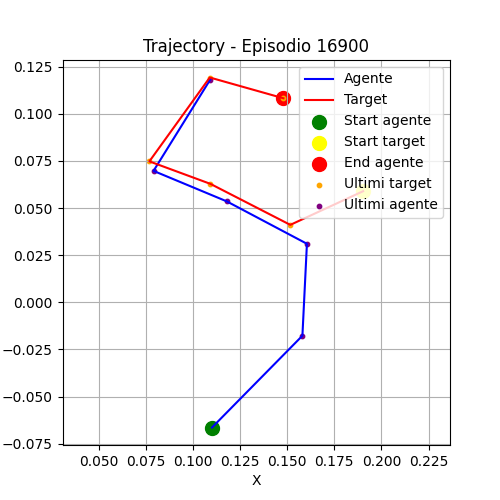 Trajectory - Episodio 16900
Agente
Target
Start agente
Start target
End agente
Ultimi target
Ultimi agente
0.125
0.100
0.075
0.050
0.025
0.000
−0.025
−0.050
−0.075
0.050 0.075 0.100 0.125 0.150 0.175 0.200 0.225
X